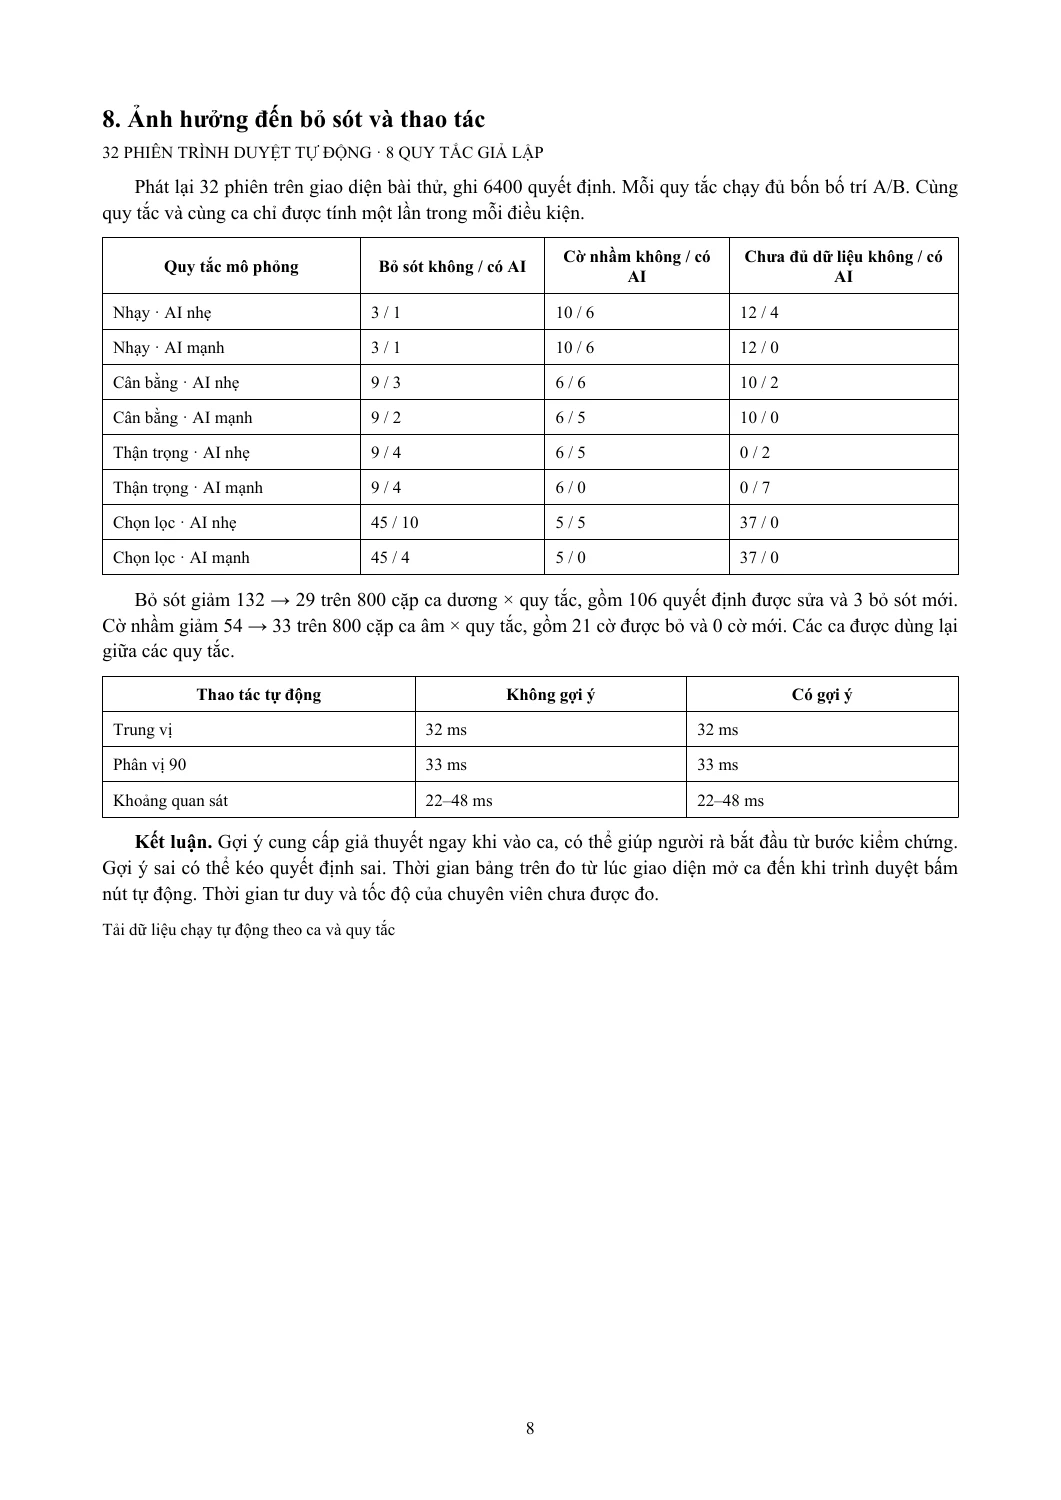 8. Ảnh hưởng đến bỏ sót và thao tác
32 PHIÊN TRÌNH DUYỆT TỰ ĐỘNG · 8 QUY TẮC GIẢ LẬP
Phát lại 32 phiên trên giao diện bài thử, ghi 6400 quyết định. Mỗi quy tắc chạy đủ bốn bố trí A/B. Cùng
quy tắc và cùng ca chỉ được tính một lần trong mỗi điều kiện.
Quy tắc mô phỏng | Bỏ sót không / có AI | Cờ nhầm không / có AI | Chưa đủ dữ liệu không / có AI
Nhạy · AI nhẹ | 3 / 1 | 10 / 6 | 12 / 4
Nhạy · AI mạnh | 3 / 1 | 10 / 6 | 12 / 0
Cân bằng · AI nhẹ | 9 / 3 | 6 / 6 | 10 / 2
Cân bằng · AI mạnh | 9 / 2 | 6 / 5 | 10 / 0
Thận trọng · AI nhẹ | 9 / 4 | 6 / 5 | 0 / 2
Thận trọng · AI mạnh | 9 / 4 | 6 / 0 | 0 / 7
Chọn lọc · AI nhẹ | 45 / 10 | 5 / 5 | 37 / 0
Chọn lọc · AI mạnh | 45 / 4 | 5 / 0 | 37 / 0
Bỏ sót giảm 132 → 29 trên 800 cặp ca dương × quy tắc, gồm 106 quyết định được sửa và 3 bỏ sót mới.
Cờ nhầm giảm 54 → 33 trên 800 cặp ca âm × quy tắc, gồm 21 cờ được bỏ và 0 cờ mới. Các ca được dùng lại
giữa các quy tắc.
Thao tác tự động | Không gợi ý | Có gợi ý
Trung vị | 32 ms | 32 ms
Phân vị 90 | 33 ms | 33 ms
Khoảng quan sát | 22–48 ms | 22–48 ms
Kết luận. Gợi ý cung cấp giả thuyết ngay khi vào ca, có thể giúp người rà bắt đầu từ bước kiểm chứng.
Gợi ý sai có thể kéo quyết định sai. Thời gian bảng trên đo từ lúc giao diện mở ca đến khi trình duyệt bấm
nút tự động. Thời gian tư duy và tốc độ của chuyên viên chưa được đo.
Tải dữ liệu chạy tự động theo ca và quy tắc
8